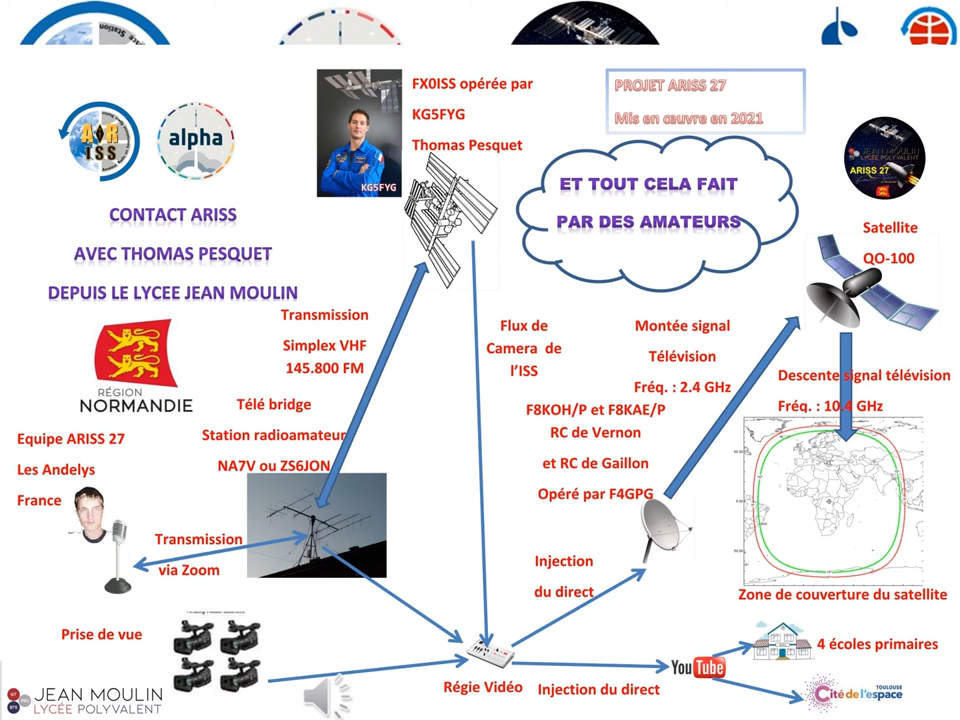 FX0ISS opérée par
KG5FYG
Thomas Pesquet
KG5FYG
PROJET ARISS 27
Mis en œuvre en 2021
ARISS
alpha
CONTACT ARISS
AVEC THOMAS PESQUET
DEPUIS LE LYCEE JEAN MOULIN
ET TOUT CELA FAIT
PAR DES AMATEURS
JEAN MOULIN
LYCÉE POLYVALENT
ARISS 27
Satellite
QO-100
Transmission
Simplex VHF
145.800 FM
Flux de
Camera de
l'ISS
Montée signal
Télévision
Fréq. : 2.4 GHz
Descente signal télévision
Fréq. : 10.4 GHz
RÉGION
NORMANDIE
Télé bridge
Station radioamateur
NA7V ou ZS6JON
F8KOH/P et F8KAE/P
RC de Vernon
et RC de Gaillon
Opéré par F4GPG
Equipe ARISS 27
Les Andelys
France
Transmission
via Zoom
Injection
du direct
Zone de couverture du satellite
Prise de vue
Régie Vidéo
Injection du direct
YouTube
4 écoles primaires
Cité de l'espace
TOULOUSE
JEAN MOULIN
LYCÉE POLYVALENT